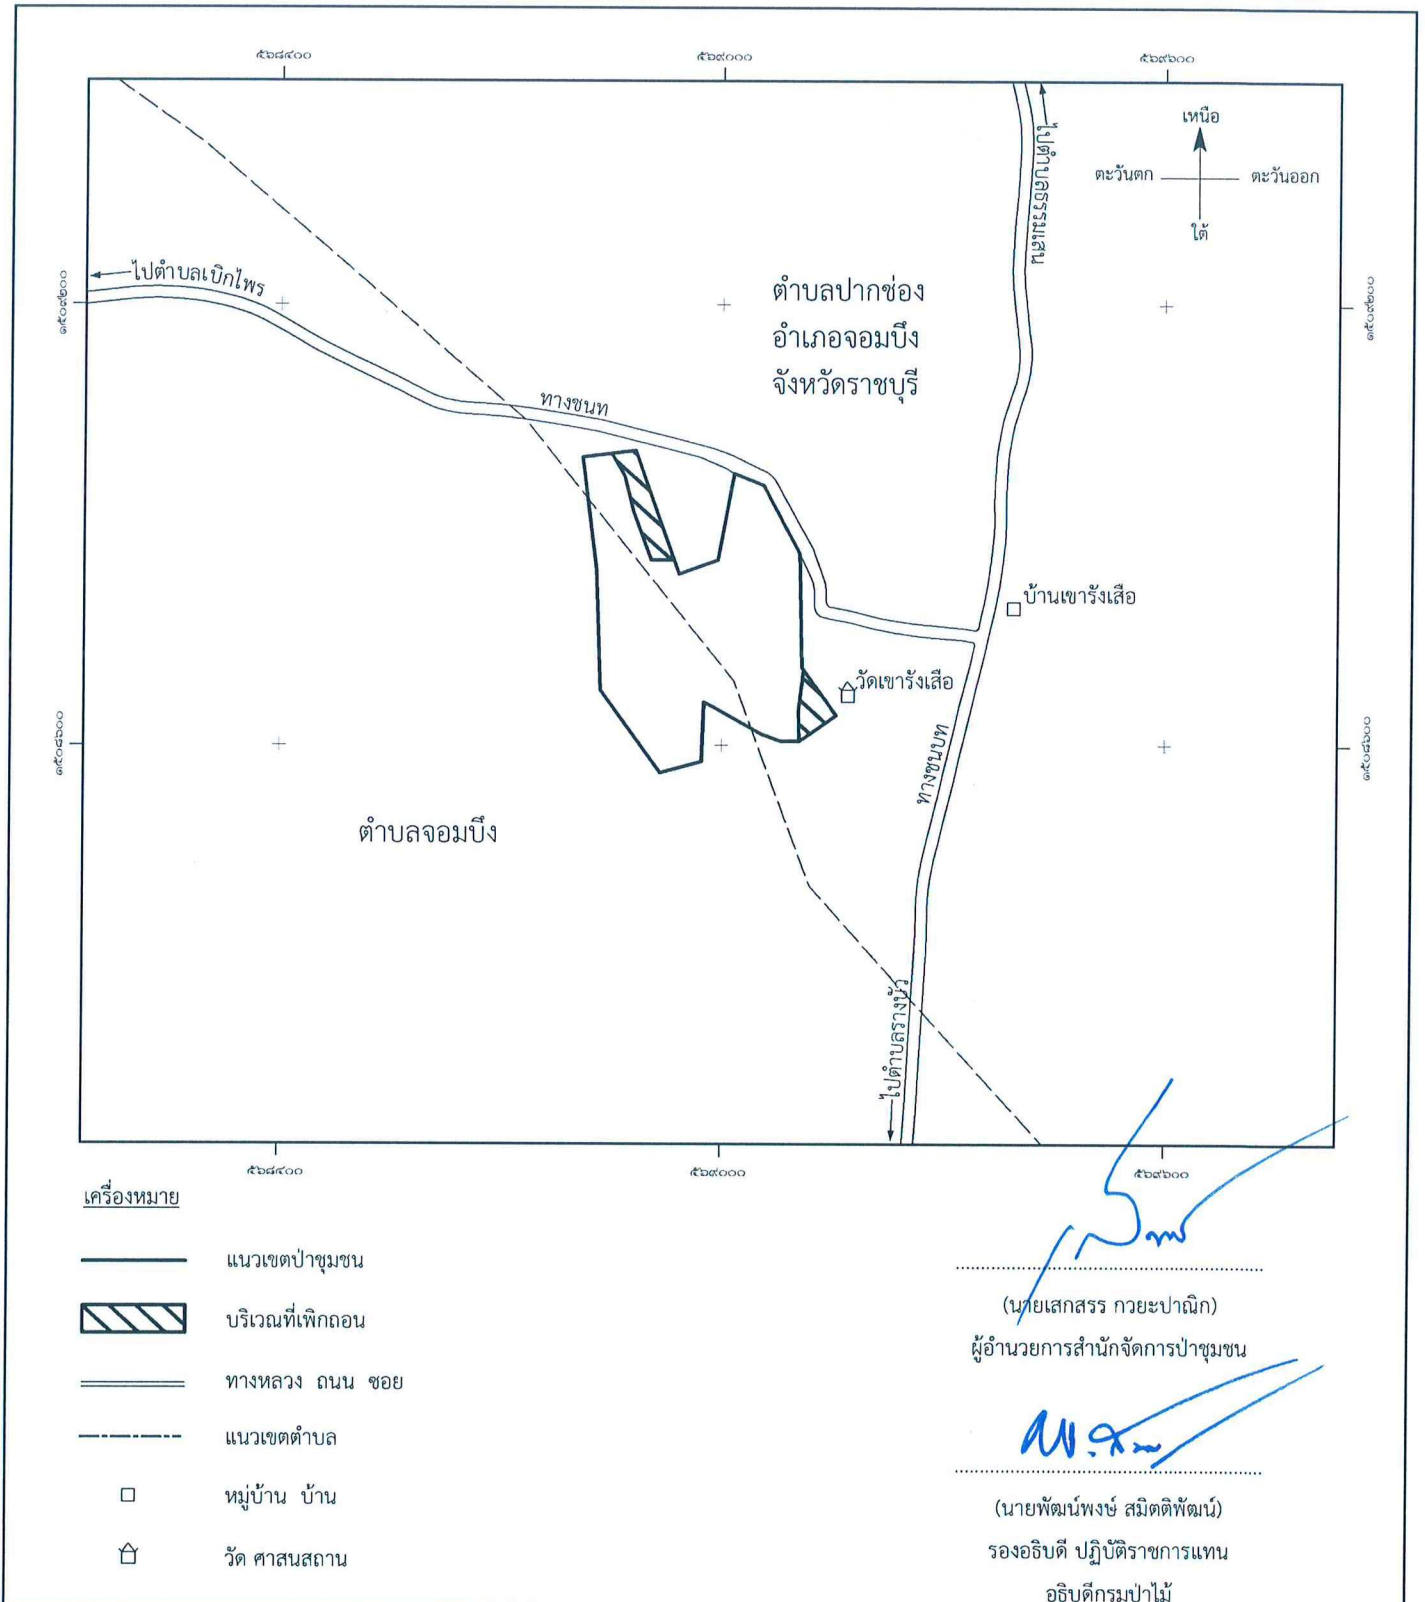 ๕๖๘๔๐๐
๕๖๙๐๐๐
๕๖๙๖๐๐
เหนือ
ตะวันตก
ตะวันออก
ใต้
ไปตำบลธรรมเสน
ไปตำบลเบิกไพร
๑๕๐๙๒๐๐
๑๕๐๙๒๐๐
ตำบลปากช่อง
อำเภอจอมบึง
จังหวัดราชบุรี
ทางชนท
บ้านเขารังเสือ
วัดเขารังเสือ
๑๕๐๘๖๐๐
๑๕๐๘๖๐๐
ทางชนบท
ตำบลจอมบึง
ไปตำบลรางบัว
๕๖๘๔๐๐
๕๖๙๐๐๐
๕๖๙๖๐๐
เครื่องหมาย
แนวเขตป่าชุมชน
บริเวณที่เพิกถอน
ทางหลวง ถนน ซอย
แนวเขตตำบล
หมู่บ้าน บ้าน
วัด ศาสนสถาน
(นายเสกสรร กวยะปาณิก)
ผู้อำนวยการสำนักจัดการป่าชุมชน
(นายพัฒน์พงษ์ สมิตติพัฒน์)
รองอธิบดี ปฏิบัติราชการแทน
อธิบดีกรมป่าไม้